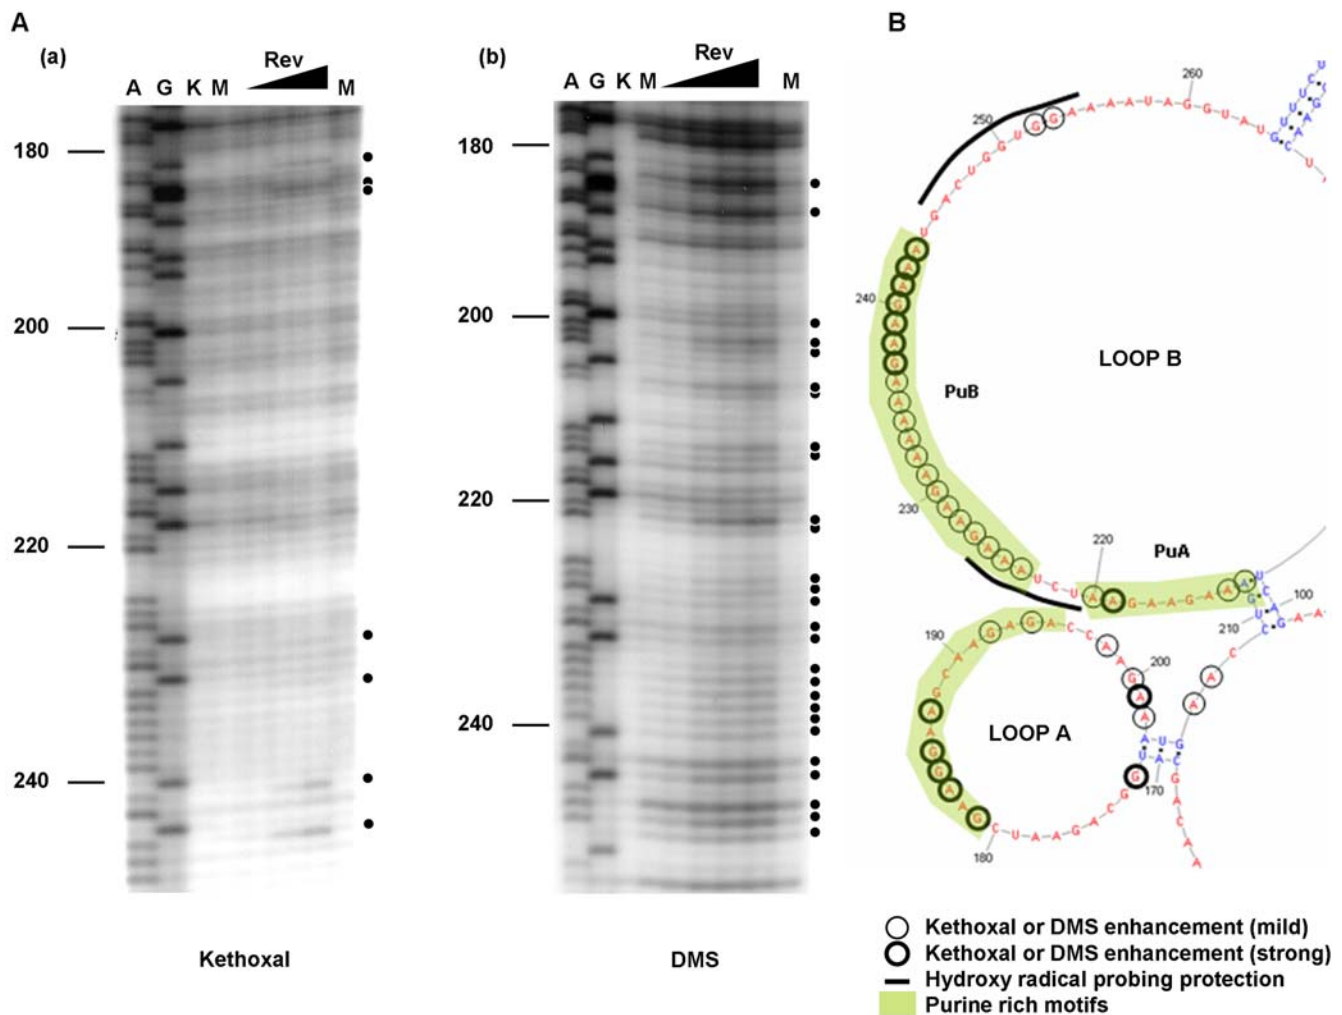 A
B
(a)
Rev
A G K M M
180
200
220
240
Kethoxal
(b)
Rev
A G K M M
180
200
220
240
DMS
260
250
240
230
220
210
200
190
180
170
100
LOOP B
PuB
PuA
LOOP A
Kethoxal or DMS enhancement (mild)
Kethoxal or DMS enhancement (strong)
Hydroxy radical probing protection
Purine rich motifs